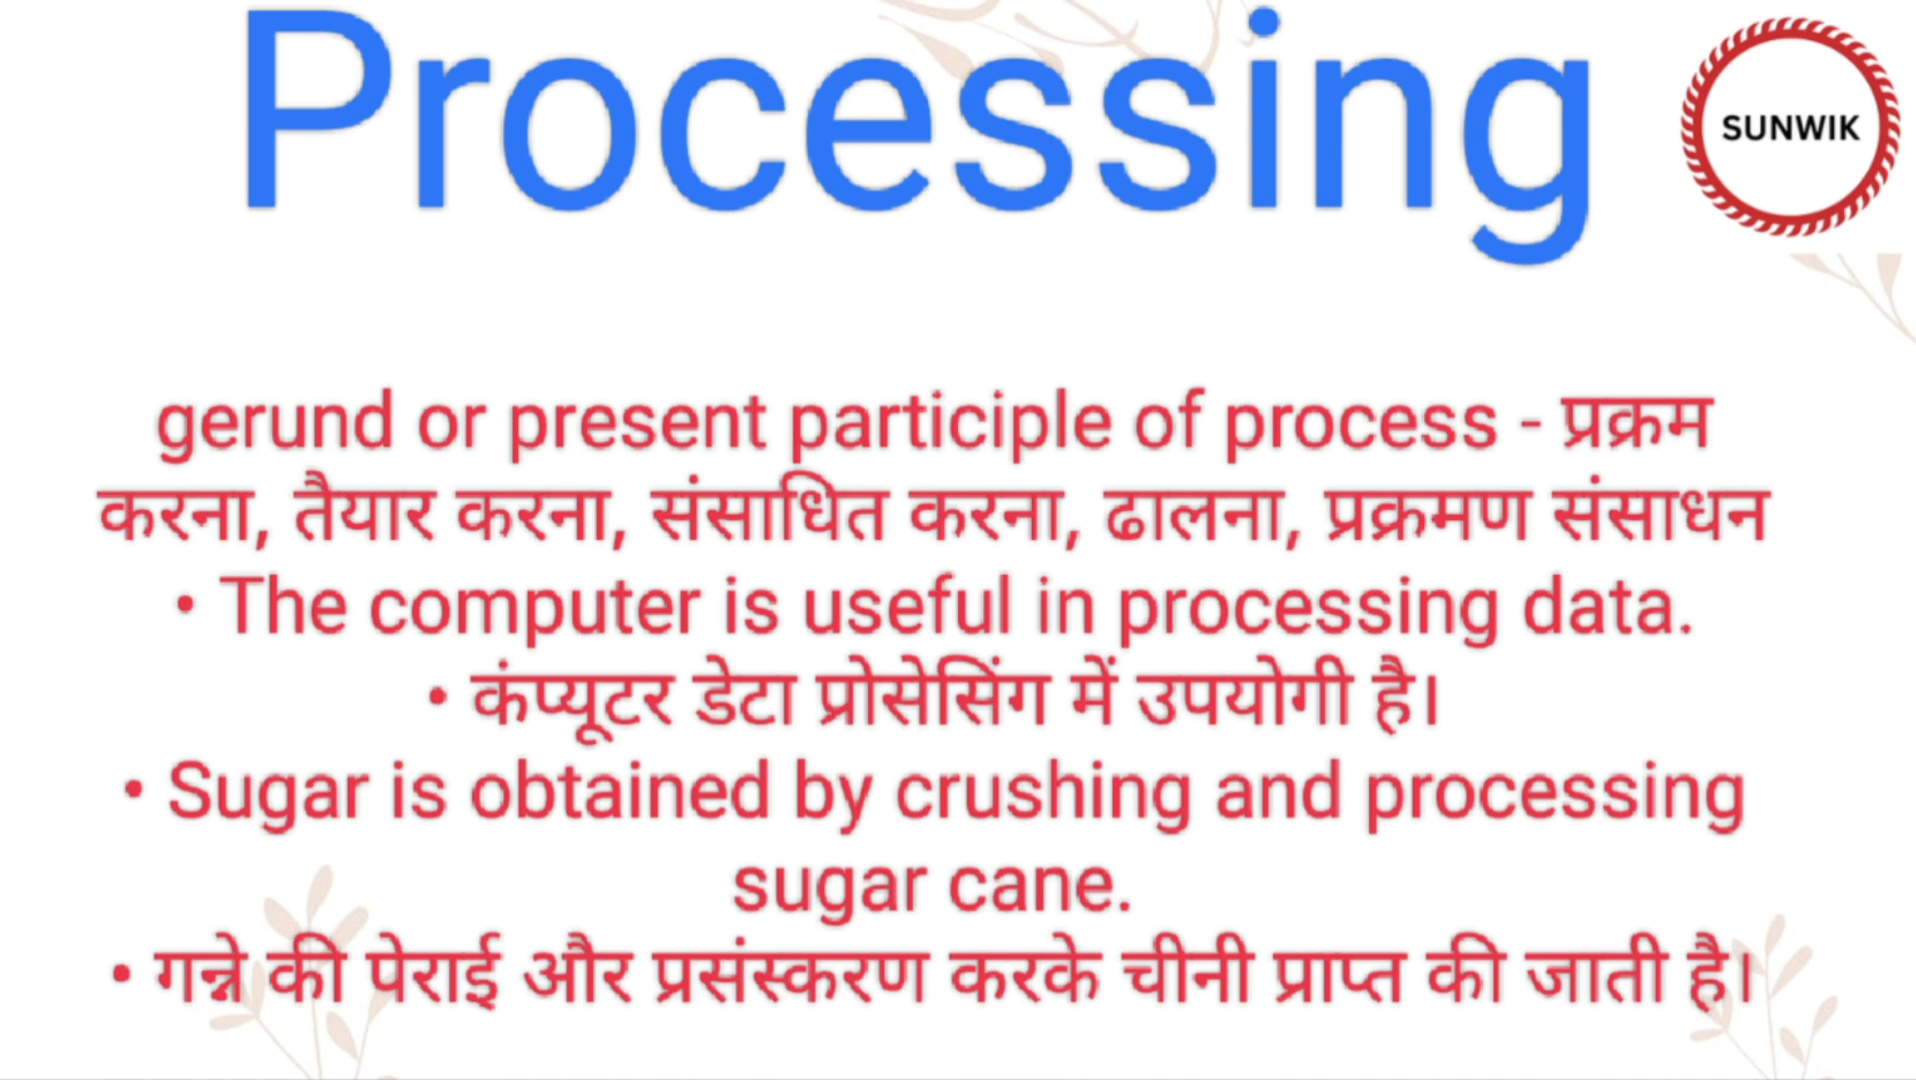 Processing
SUNWIK
gerund or present participle of process - प्रक्रम
करना, तैयार करना, संसाधित करना, ढालना, प्रक्रमण संसाधन
• The computer is useful in processing data.
• कंप्यूटर डेटा प्रोसेसिंग में उपयोगी है।
• Sugar is obtained by crushing and processing
sugar cane.
• गन्ने की पेराई और प्रसंस्करण करके चीनी प्राप्त की जाती है।